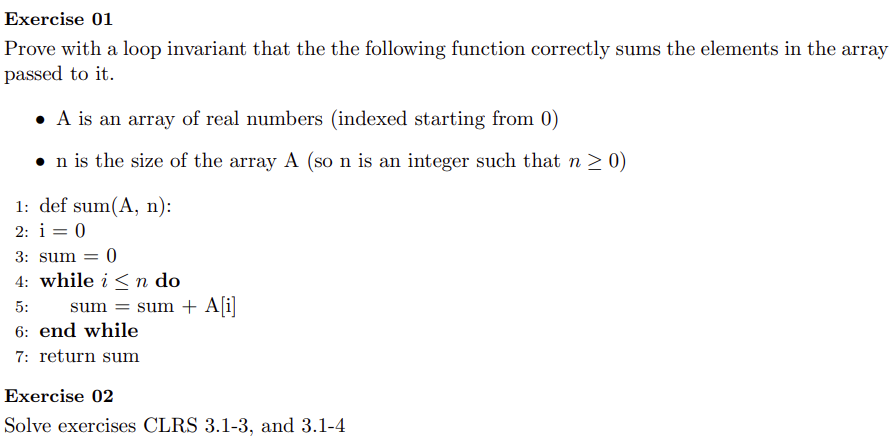 Exercise 01
Prove with a loop invariant that the the following function correctly sums the elements in the array
passed to it.
• A is an array of real numbers (indexed starting from 0)
• n is the size of the array A (so n is an integer such that n ≥ 0)
1: def sum(A, n):
2: i = 0
3: sum = 0
4: while i ≤ n do
5: sum = sum + A[i]
6: end while
7: return sum
Exercise 02
Solve exercises CLRS 3.1-3, and 3.1-4